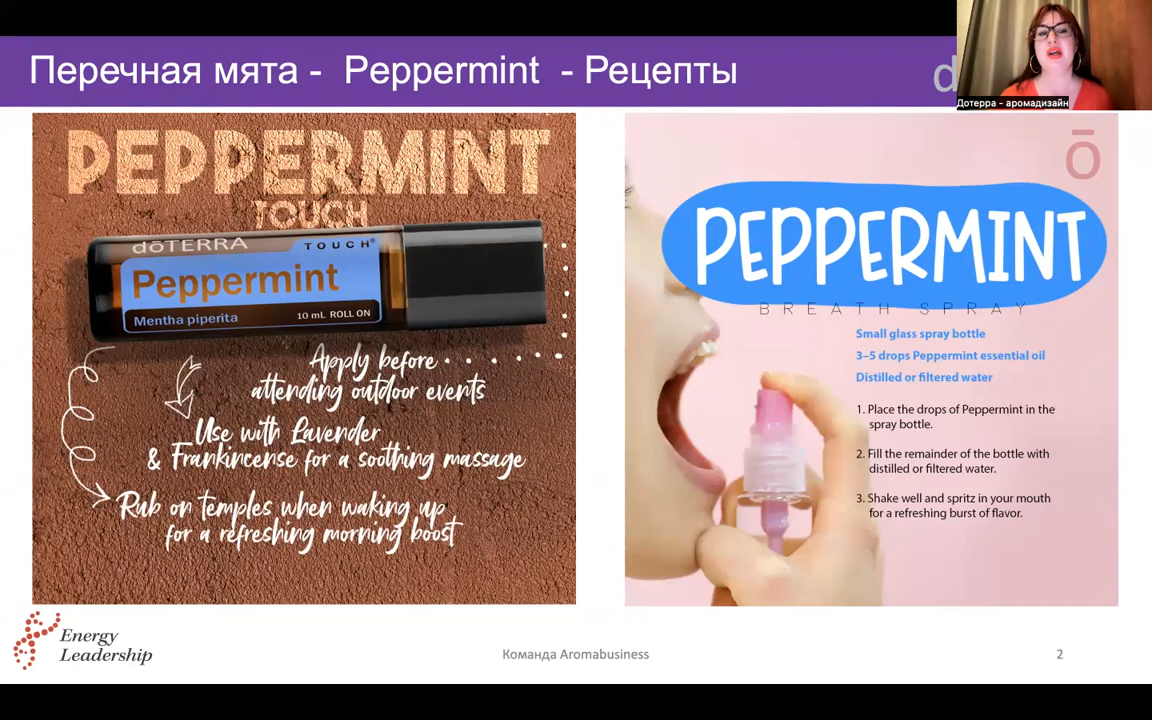 Перечная мята - Peppermint - Рецепты
Дотерра - аромадизайн
PEPPERMINT
TOUCH
dōTERRA TOUCH®
Peppermint
Mentha piperita 10 mL ROLL ON
Apply before
attending outdoor events
Use with Lavender
& Frankincense for a soothing massage
Rub on temples when waking up
for a refreshing morning boost
ō
PEPPERMINT
BREATH SPRAY
Small glass spray bottle
3–5 drops Peppermint essential oil
Distilled or filtered water
1. Place the drops of Peppermint in the
spray bottle.
2. Fill the remainder of the bottle with
distilled or filtered water.
3. Shake well and spritz in your mouth
for a refreshing burst of flavor.
Energy
Leadership
Команда Aromabusiness
2